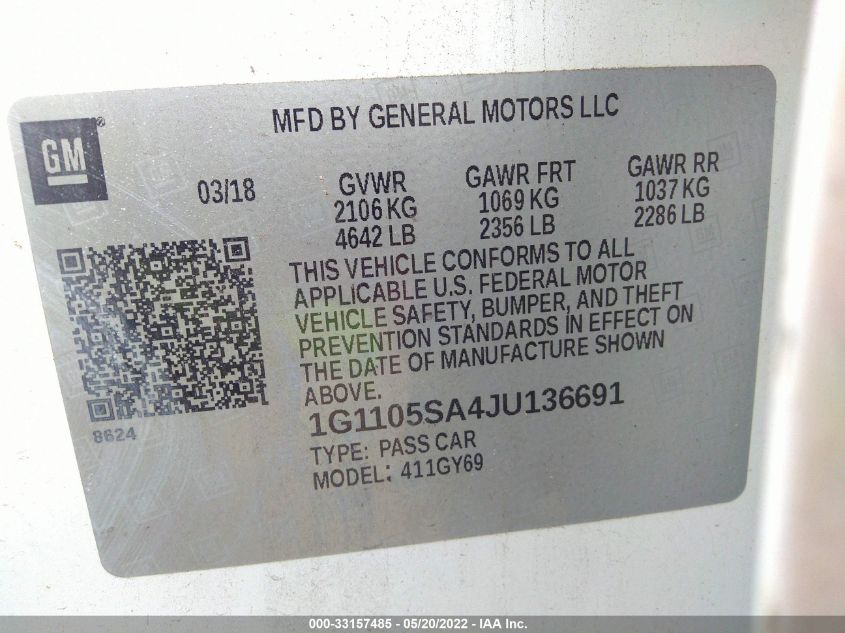 MFD BY GENERAL MOTORS LLC
GM®
03/18
GVWR
2106 KG
4642 LB
GAWR FRT
1069 KG
2356 LB
GAWR RR
1037 KG
2286 LB
THIS VEHICLE CONFORMS TO ALL
APPLICABLE U.S. FEDERAL MOTOR
VEHICLE SAFETY, BUMPER, AND THEFT
PREVENTION STANDARDS IN EFFECT ON
THE DATE OF MANUFACTURE SHOWN
ABOVE.
8624
1G1105SA4JU136691
TYPE: PASS CAR
MODEL: 411GY69
000-33157485 - 05/20/2022 - IAA Inc.